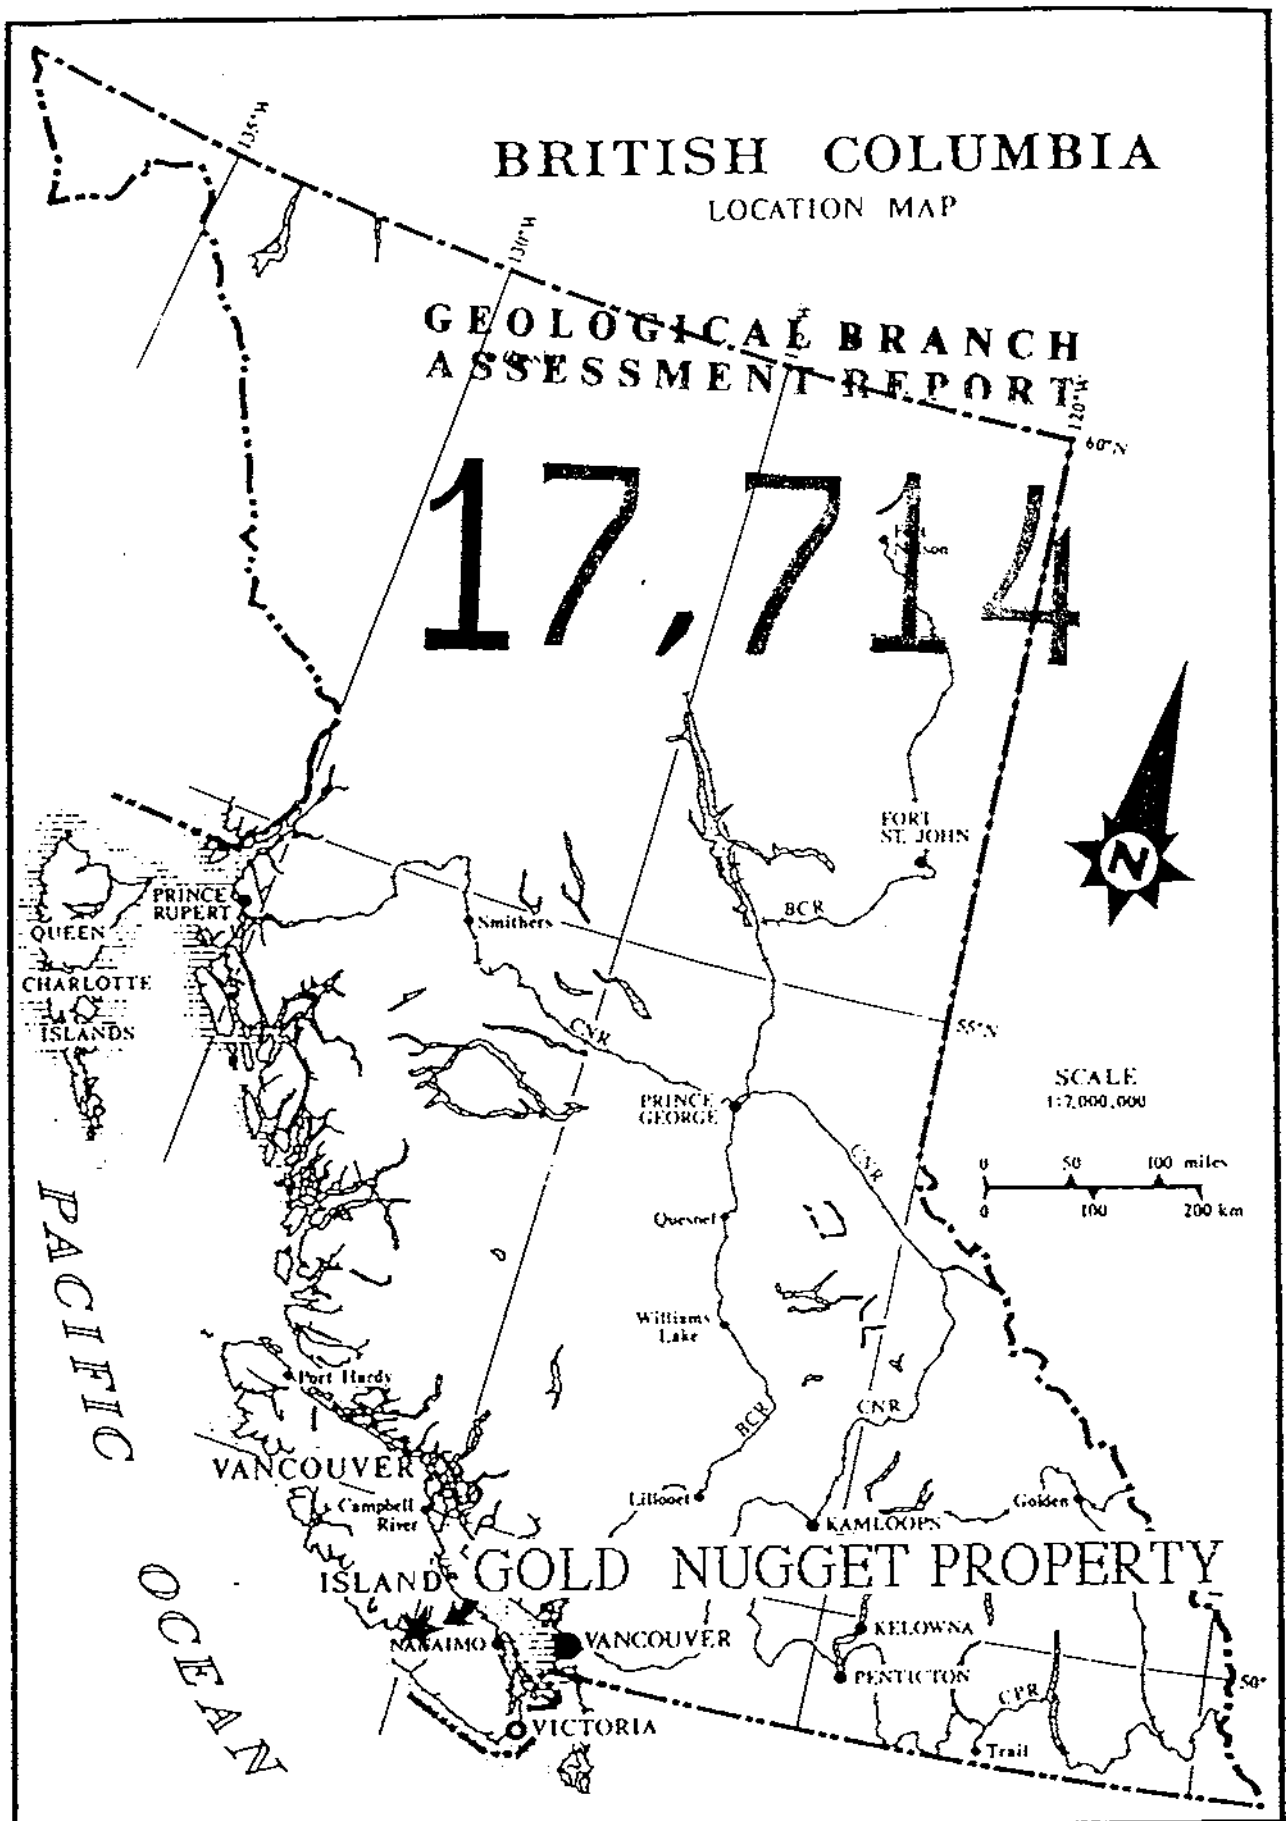 BRITISH COLUMBIA
LOCATION MAP
135°W
130°W
GEOLOGICAL BRANCH
ASSESSMENT REPORT
120°W
60°N
17,714
FORT
ST. JOHN
N
PRINCE
RUPERT
QUEEN
CHARLOTTE
ISLANDS
Smithers
BCR
CNR
55°N
PRINCE
GEORGE
SCALE
1:7,000,000
0 50 100 miles
0 100 200 km
CNR
Quesnel
Williams
Lake
PACIFIC
OCEAN
Port Hardy
BCR
CNR
VANCOUVER
ISLAND
Campbell
River
Lillooet
Golden
KAMLOOPS
GOLD NUGGET PROPERTY
NANAIMO
VANCOUVER
KELOWNA
PENTICTON
CPR
50°
VICTORIA
Trail